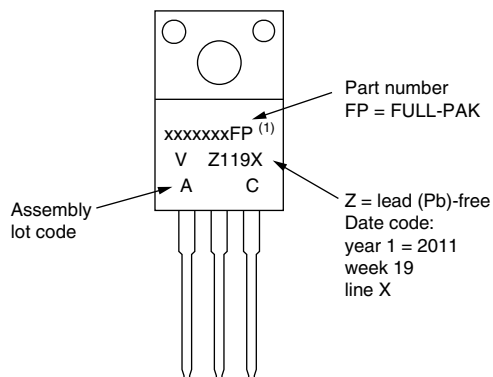 Part number
FP = FULL-PAK
xxxxxxxFP (1)
V Z119X
A C
Assembly
lot code
Z = lead (Pb)-free
Date code:
year 1 = 2011
week 19
line X